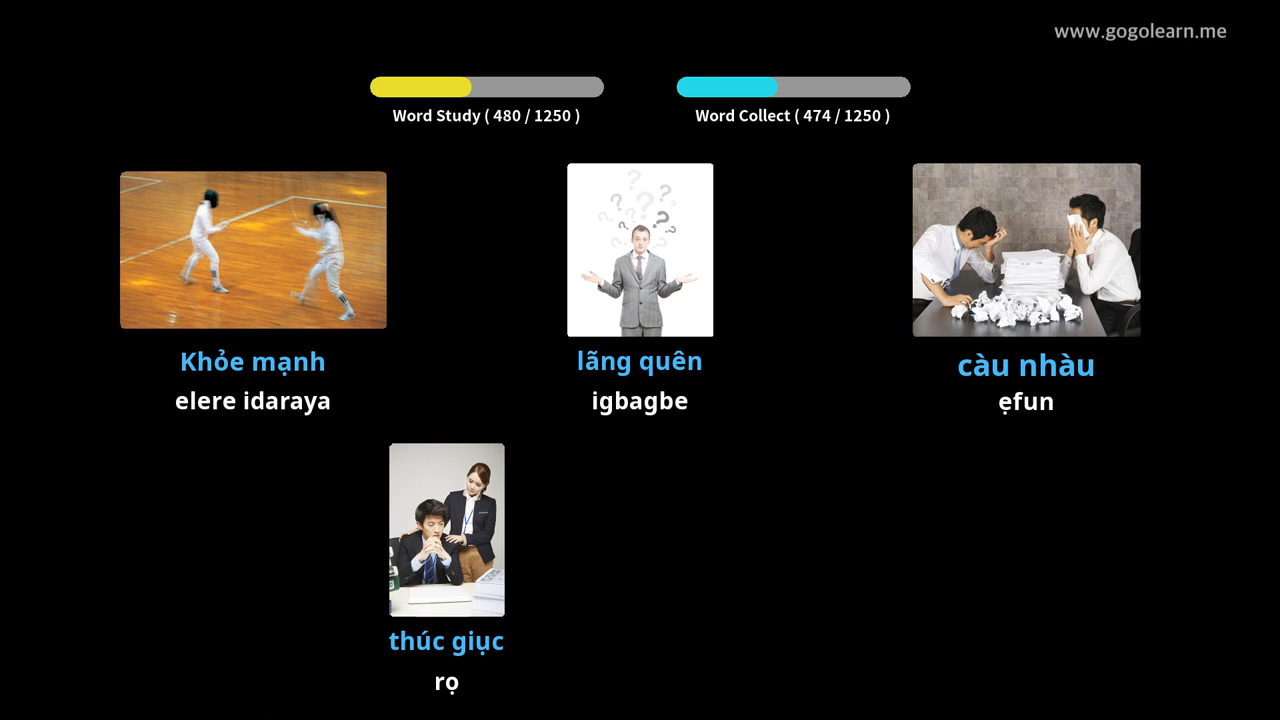 www.gogolearn.me
Word Study ( 480 / 1250 )
Word Collect ( 474 / 1250 )
Khỏe mạnh
elere idaraya
lãng quên
igbagbe
càu nhàu
ẹfun
thúc giục
rọ